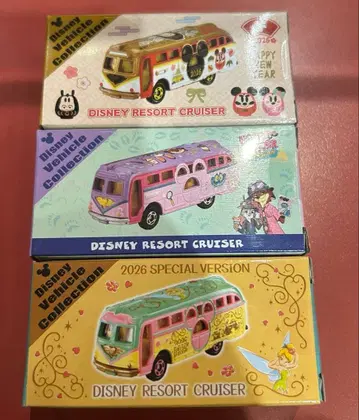 Disney
Vehicle
Collection
2026
HAPPY
NEW
YEAR
DISNEY RESORT CRUISER
Disney
Vehicle
Collection
DISNEY RESORT CRUISER
Disney
Vehicle
Collection
2026 SPECIAL VERSION
DISNEY RESORT CRUISER